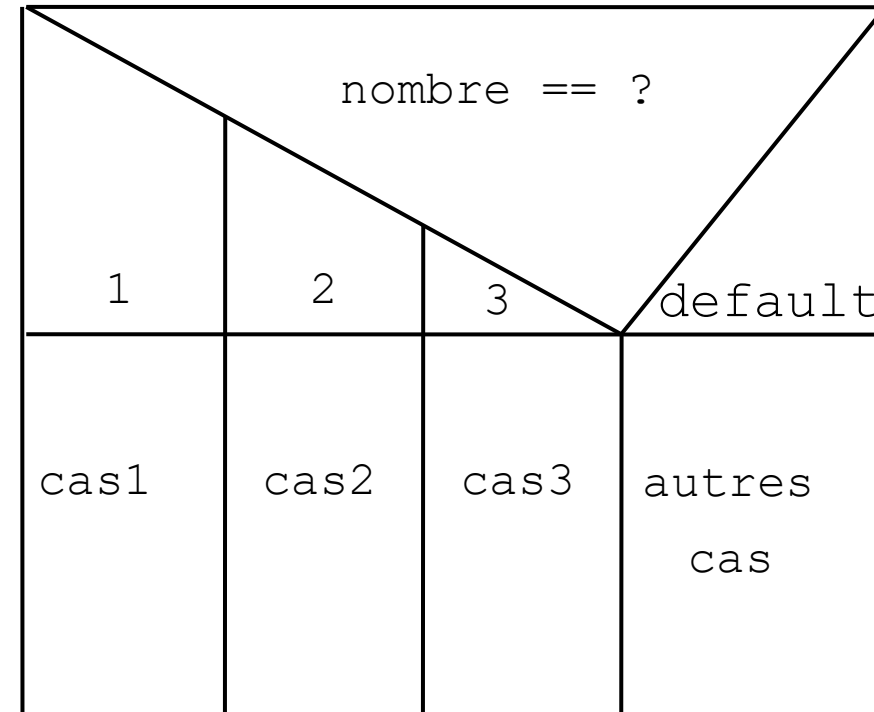 nombre == ?
1 2 3 default
cas1 cas2 cas3 autres
cas